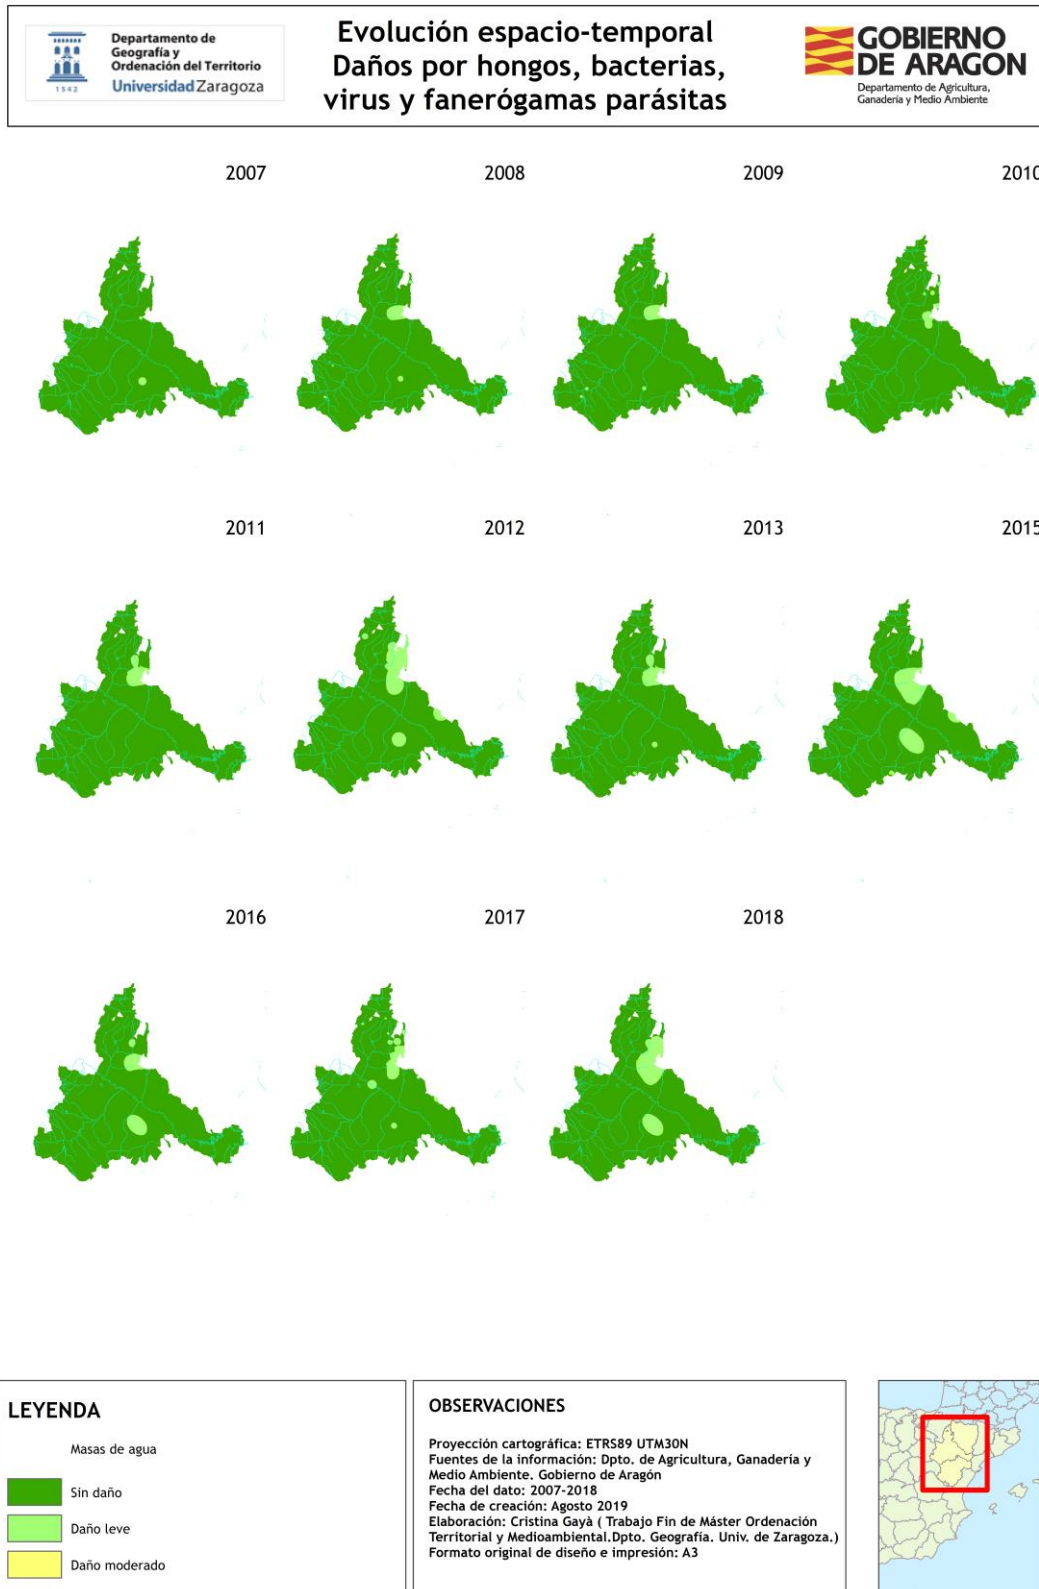 Departamento de
Geografía y
Ordenación del Territorio
Universidad Zaragoza
1542
Evolución espacio-temporal
Daños por hongos, bacterias,
virus y fanerógamas parásitas
GOBIERNO
DE ARAGON
Departamento de Agricultura,
Ganadería y Medio Ambiente
2007
2008
2009
2010
2011
2012
2013
2015
2016
2017
2018
LEYENDA
Masas de agua
Sin daño
Daño leve
Daño moderado
OBSERVACIONES
Proyección cartográfica: ETRS89 UTM30N
Fuentes de la información: Dpto. de Agricultura, Ganadería y
Medio Ambiente. Gobierno de Aragón
Fecha del dato: 2007-2018
Fecha de creación: Agosto 2019
Elaboración: Cristina Gayà ( Trabajo Fin de Máster Ordenación
Territorial y Medioambiental.Dpto. Geografía. Univ. de Zaragoza.)
Formato original de diseño e impresión: A3